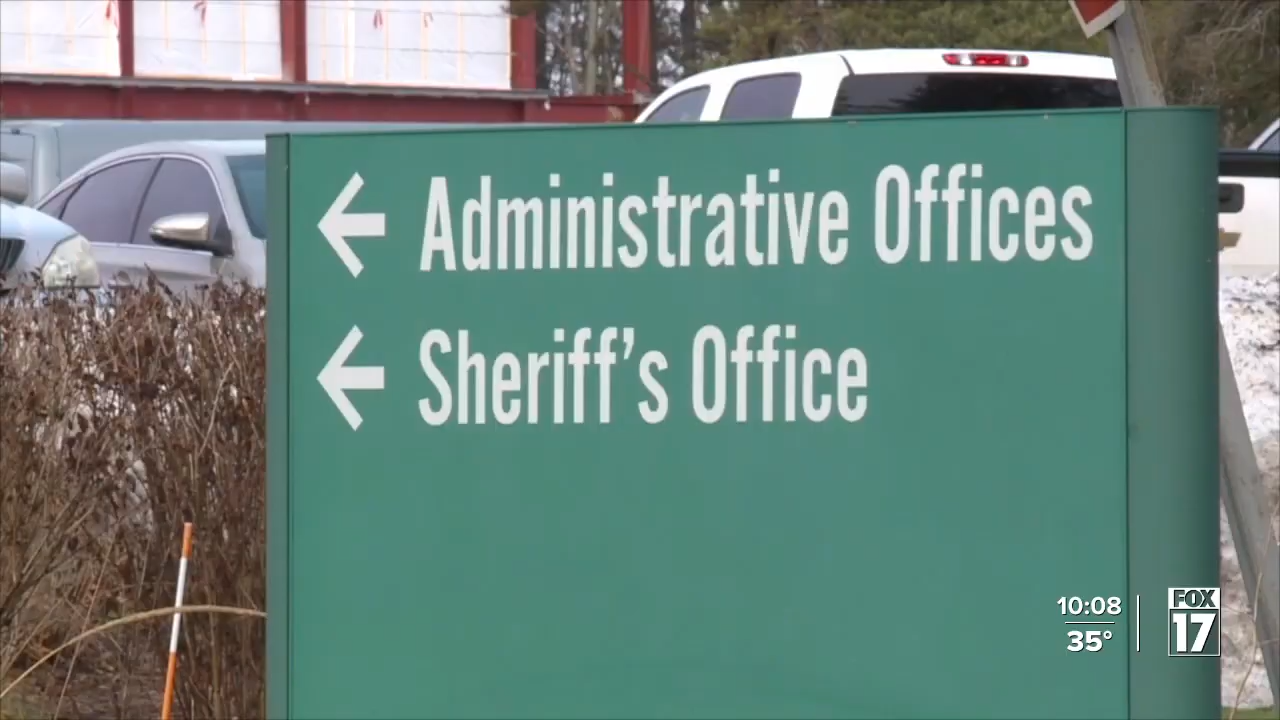 ← Administrative Offices
← Sheriff's Office
10:08
35°
FOX
17